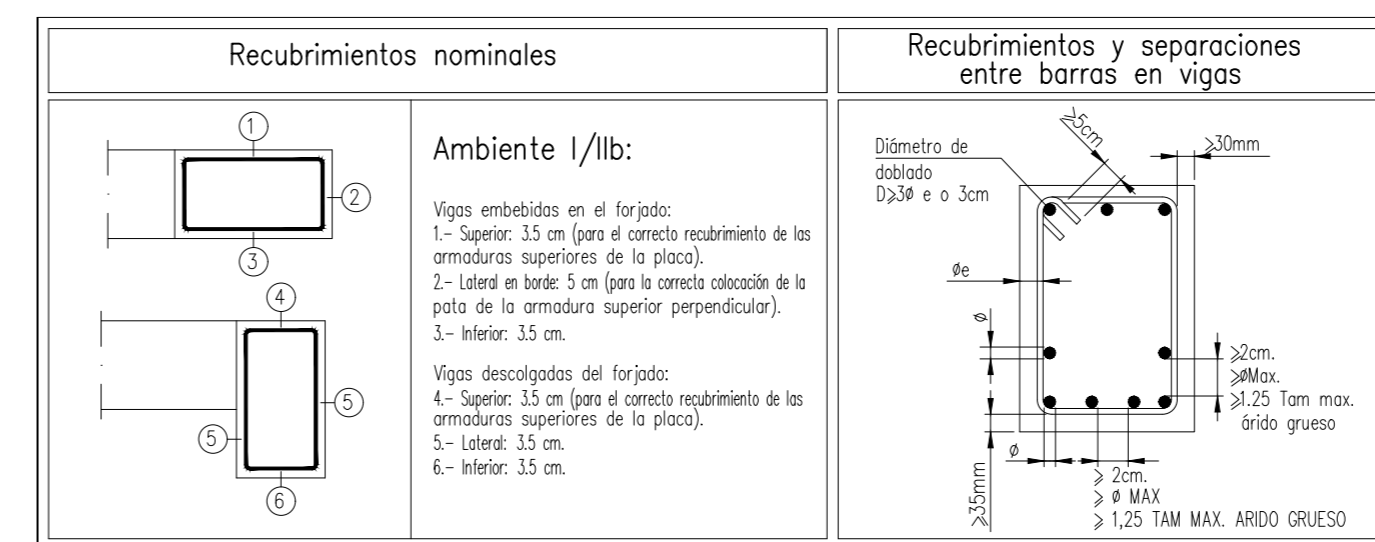 Recubrimientos nominales
①
②
③
④
⑤
⑤
⑥
Ambiente I/IIb:
Vigas embebidas en el forjado:
1.- Superior: 3.5 cm (para el correcto recubrimiento de las
armaduras superiores de la placa).
2.- Lateral en borde: 5 cm (para la correcta colocación de la
pata de la armadura superior perpendicular).
3.- Inferior: 3.5 cm.
Vigas descolgadas del forjado:
4.- Superior: 3.5 cm (para el correcto recubrimiento de las
armaduras superiores de la placa).
5.- Lateral: 3.5 cm.
6.- Inferior: 3.5 cm.
Recubrimientos y separaciones
entre barras en vigas
Diámetro de
doblado
D⩾3ø e o 3cm
⩾5cm
⩾30mm
øe
ø
⩾2cm.
⩾øMax.
⩾1.25 Tam max.
árido grueso
ø
⩾35mm
⩾ 2cm.
⩾ ø MAX
⩾ 1,25 TAM MAX. ARIDO GRUESO